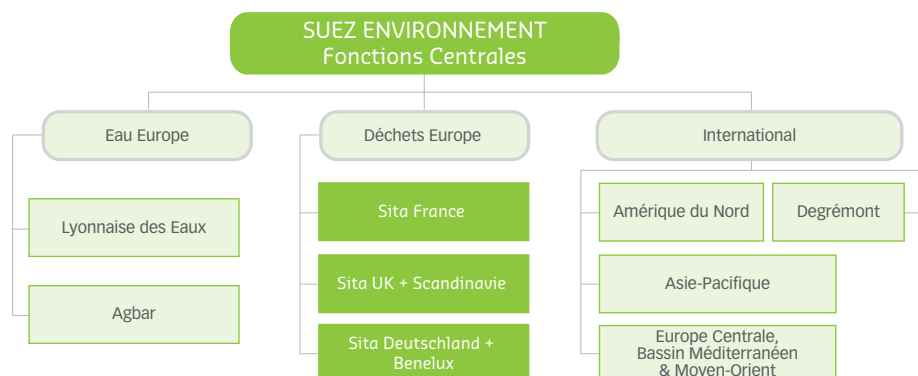 SUEZ ENVIRONNEMENT
Fonctions Centrales
Eau Europe
Déchets Europe
International
Lyonnaise des Eaux
Agbar
Sita France
Sita UK + Scandinavie
Sita Deutschland +
Benelux
Amérique du Nord
Degrémont
Asie-Pacifique
Europe Centrale,
Bassin Méditerranéen
& Moyen-Orient